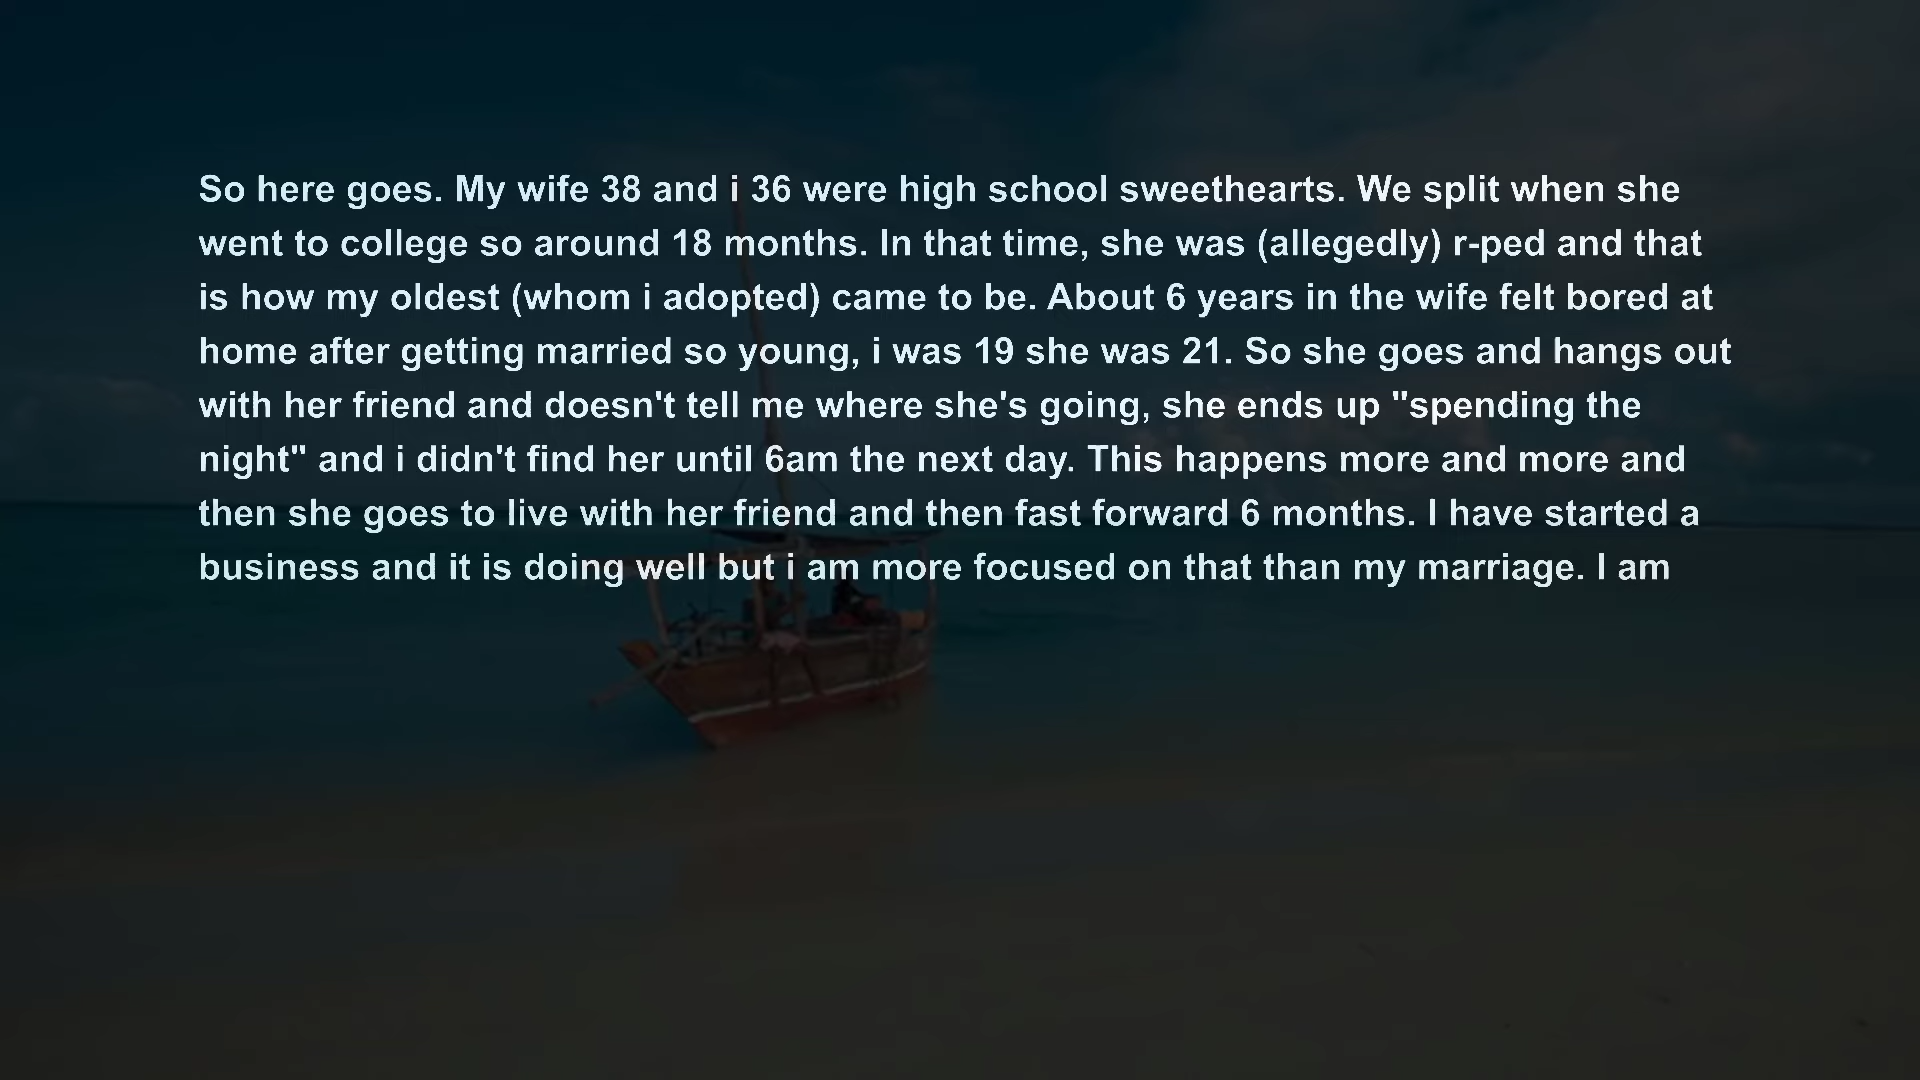 So here goes. My wife 38 and i 36 were high school sweethearts. We split when she
went to college so around 18 months. In that time, she was (allegedly) r-ped and that
is how my oldest (whom i adopted) came to be. About 6 years in the wife felt bored at
home after getting married so young, i was 19 she was 21. So she goes and hangs out
with her friend and doesn't tell me where she's going, she ends up "spending the
night" and i didn't find her until 6am the next day. This happens more and more and
then she goes to live with her friend and then fast forward 6 months. I have started a
business and it is doing well but i am more focused on that than my marriage. I am